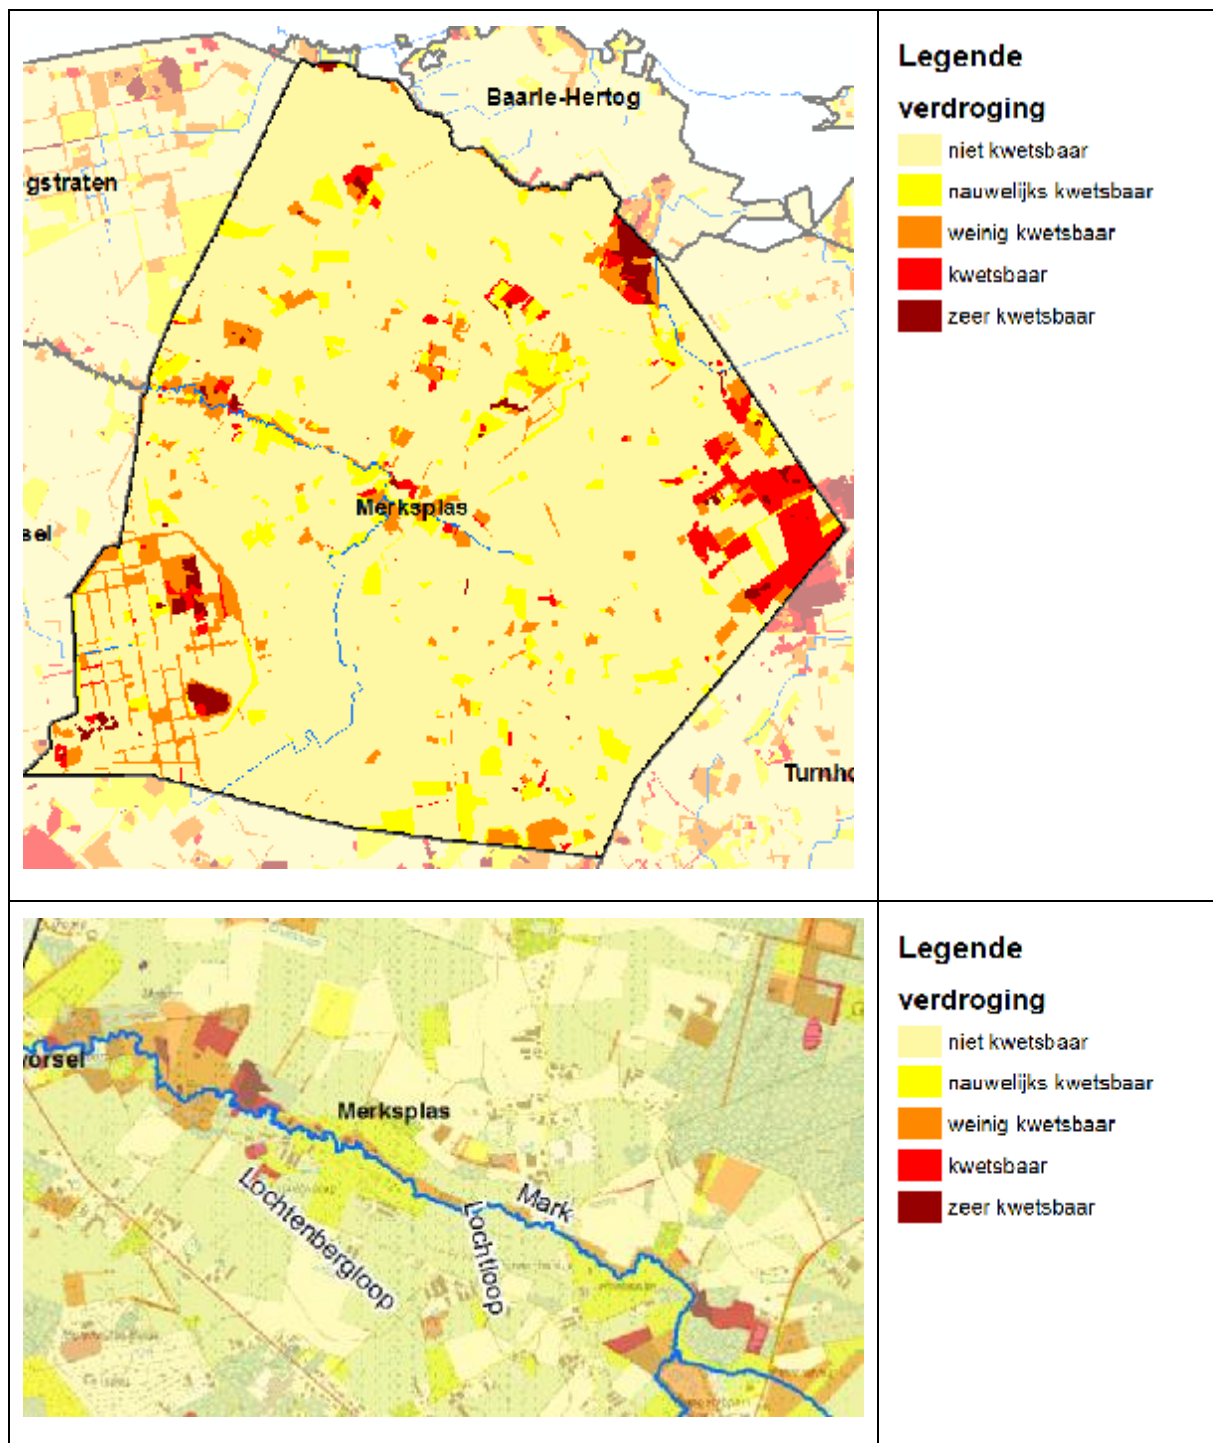 Baarle-Hertog
gstraten
Merksplas
sel
Turnho
Legende
verdroging
niet kwetsbaar
nauwelijks kwetsbaar
weinig kwetsbaar
kwetsbaar
zeer kwetsbaar
vorsel
Merksplas
Mark
Lochtenbergloop
Lochtloop
Legende
verdroging
niet kwetsbaar
nauwelijks kwetsbaar
weinig kwetsbaar
kwetsbaar
zeer kwetsbaar